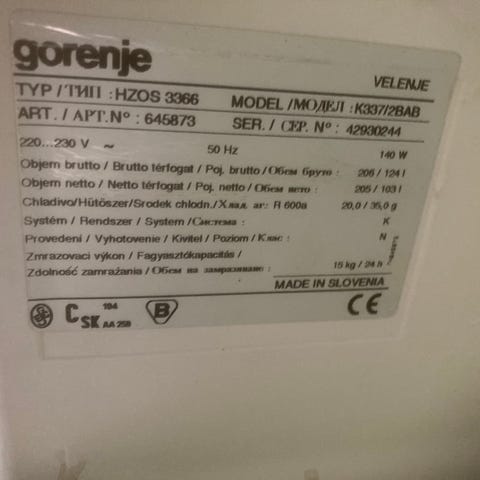 gorenje
VELENJE
TYP / ТИП : HZOS 3366 MODEL /МОДЕЛ : K337/2BAB
ART. / АРТ.N° : 645873 SER. / СЕР. N° : 42930244
220...230 V ~ 50 Hz 140 W
Objem brutto / Brutto térfogat / Poj. brutto / Обем бруто : 206 / 124 l
Objem netto / Netto térfogat / Poj. netto / Обем нето : 205 / 103 l
Chladivo/Hűtőszer/Srodek chlodn./Хлад. аг: R 600a 20,0 / 35,0 g
Systém / Rendszer / System /Система : K
Provedení / Vyhotovenie / Kivitel / Poziom / Клас : N
Zmrazovací výkon / Fagyasztókapacitás /
Zdolność zamrażania / Обем на замразяване : 15 kg / 24 h
MADE IN SLOVENIA
C SK 194 AA 259 B CE